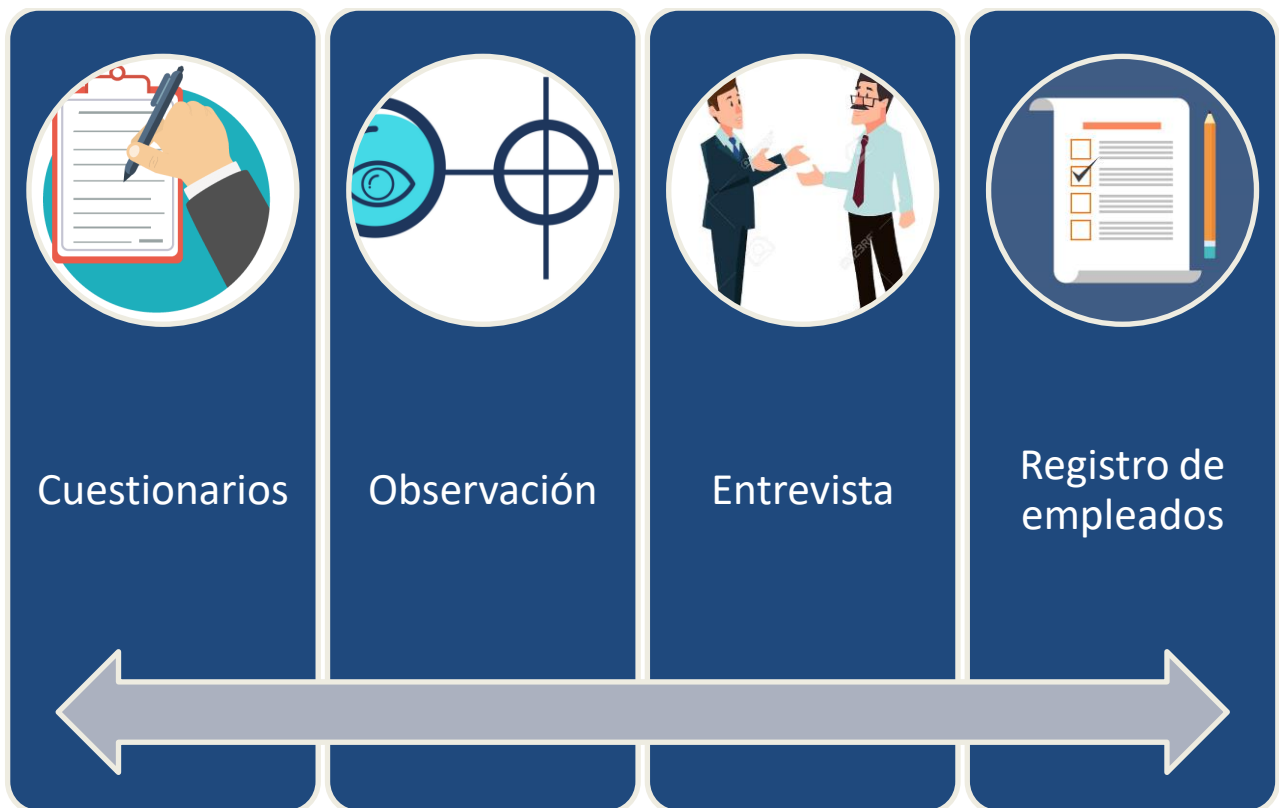 Cuestionarios
Observación
Entrevista
Registro de
empleados